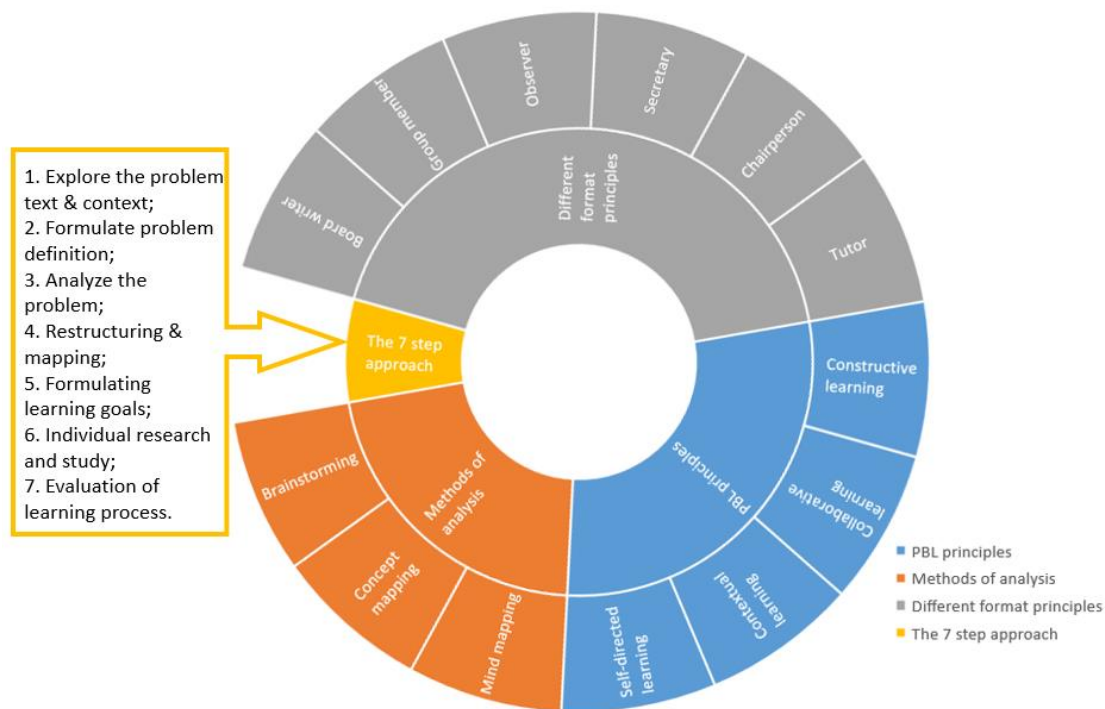 1. Explore the problem
text & context;
2. Formulate problem
definition;
3. Analyze the
problem;
4. Restructuring &
mapping;
5. Formulating
learning goals;
6. Individual research
and study;
7. Evaluation of
learning process.
Board writer
Group member
Observer
Secretary
Chairperson
Tutor
Different
format
principles
The 7 step
approach
Constructive
learning
Collaborative
learning
Contextual
learning
Self-directed
learning
PBL principles
Methods of
analysis
Brainstorming
Concept
mapping
Mind mapping
PBL principles
Methods of analysis
Different format principles
The 7 step approach